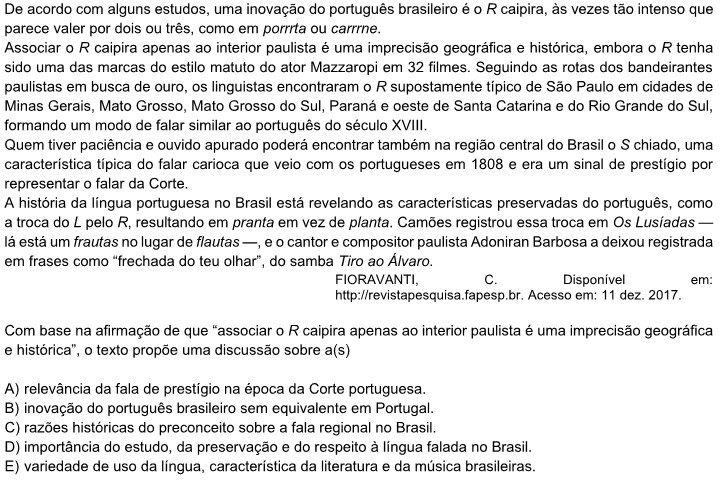 De acordo com alguns estudos, uma inovação do português brasileiro é o R caipira, às vezes tão intenso que
parece valer por dois ou três, como em porrrta ou carrrne.
Associar o R caipira apenas ao interior paulista é uma imprecisão geográfica e histórica, embora o R tenha
sido uma das marcas do estilo matuto do ator Mazzaropi em 32 filmes. Seguindo as rotas dos bandeirantes
paulistas em busca de ouro, os linguistas encontraram o R supostamente típico de São Paulo em cidades de
Minas Gerais, Mato Grosso, Mato Grosso do Sul, Paraná e oeste de Santa Catarina e do Rio Grande do Sul,
formando um modo de falar similar ao português do século XVIII.
Quem tiver paciência e ouvido apurado poderá encontrar também na região central do Brasil o S chiado, uma
característica típica do falar carioca que veio com os portugueses em 1808 e era um sinal de prestígio por
representar o falar da Corte.
A história da língua portuguesa no Brasil está revelando as características preservadas do português, como
a troca do L pelo R, resultando em pranta em vez de planta. Camões registrou essa troca em Os Lusíadas —
lá está um frautas no lugar de flautas —, e o cantor e compositor paulista Adoniran Barbosa a deixou registrada
em frases como “frechada do teu olhar”, do samba Tiro ao Álvaro.
FIORAVANTI, C. Disponível em:
http://revistapesquisa.fapesp.br. Acesso em: 11 dez. 2017.
Com base na afirmação de que “associar o R caipira apenas ao interior paulista é uma imprecisão geográfica
e histórica”, o texto propõe uma discussão sobre a(s)
A) relevância da fala de prestígio na época da Corte portuguesa.
B) inovação do português brasileiro sem equivalente em Portugal.
C) razões históricas do preconceito sobre a fala regional no Brasil.
D) importância do estudo, da preservação e do respeito à língua falada no Brasil.
E) variedade de uso da língua, característica da literatura e da música brasileiras.